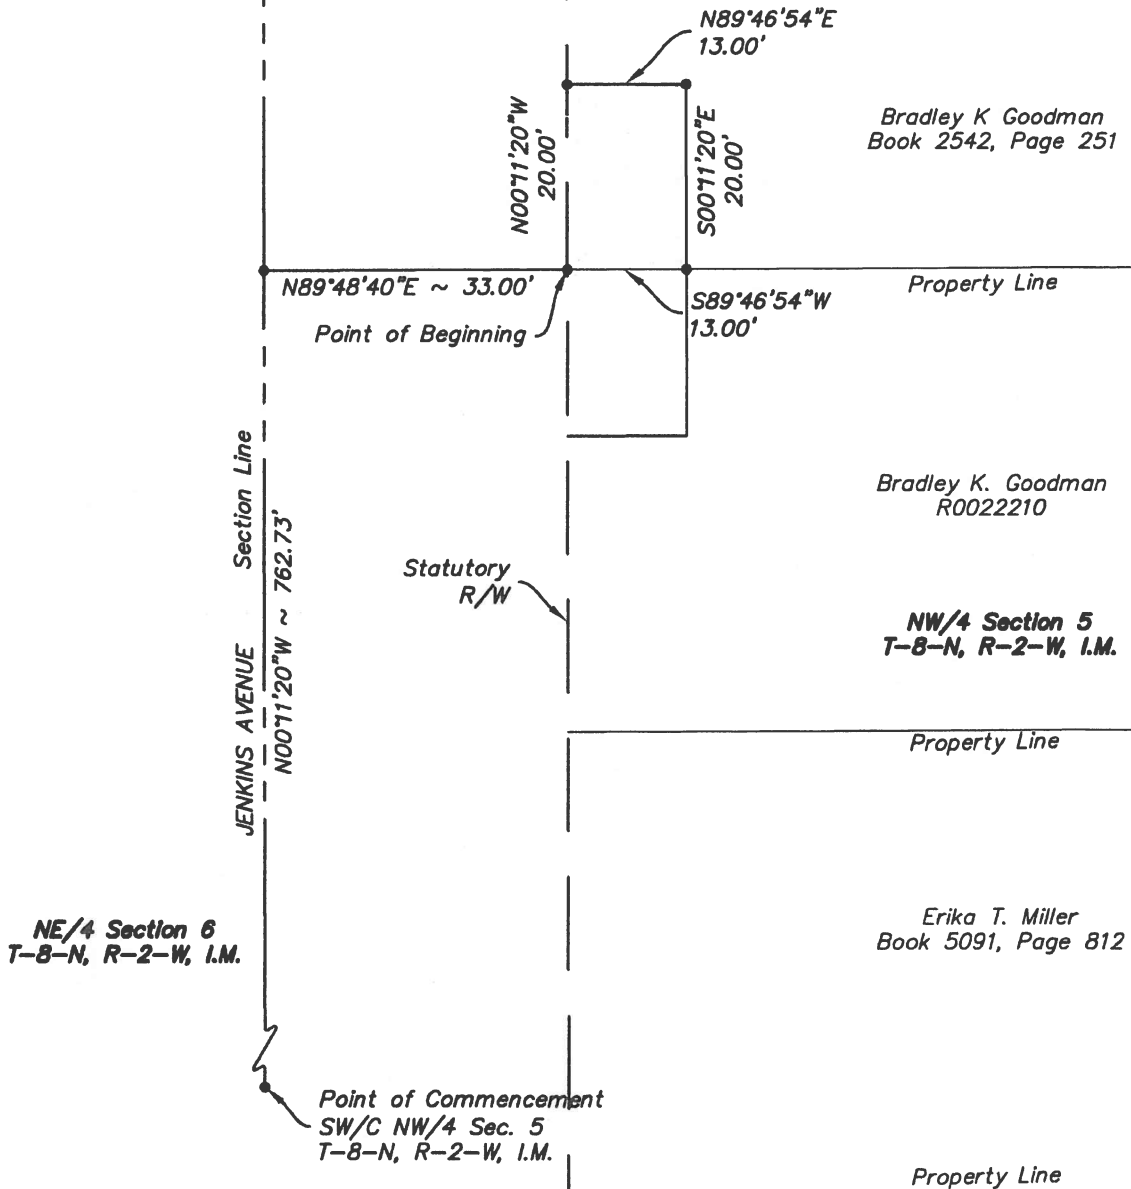 N89°46'54"E
13.00'
N00°11'20"W
20.00'
S00°11'20"E
20.00'
Bradley K Goodman
Book 2542, Page 251
N89°48'40"E ~ 33.00'
Property Line
S89°46'54"W
13.00'
Point of Beginning
Section Line
Bradley K. Goodman
R0022210
N00°11'20"W ~ 762.73'
Statutory
R/W
NW/4 Section 5
T-8-N, R-2-W, I.M.
JENKINS AVENUE
Property Line
NE/4 Section 6
T-8-N, R-2-W, I.M.
Erika T. Miller
Book 5091, Page 812
Point of Commencement
SW/C NW/4 Sec. 5
T-8-N, R-2-W, I.M.
Property Line